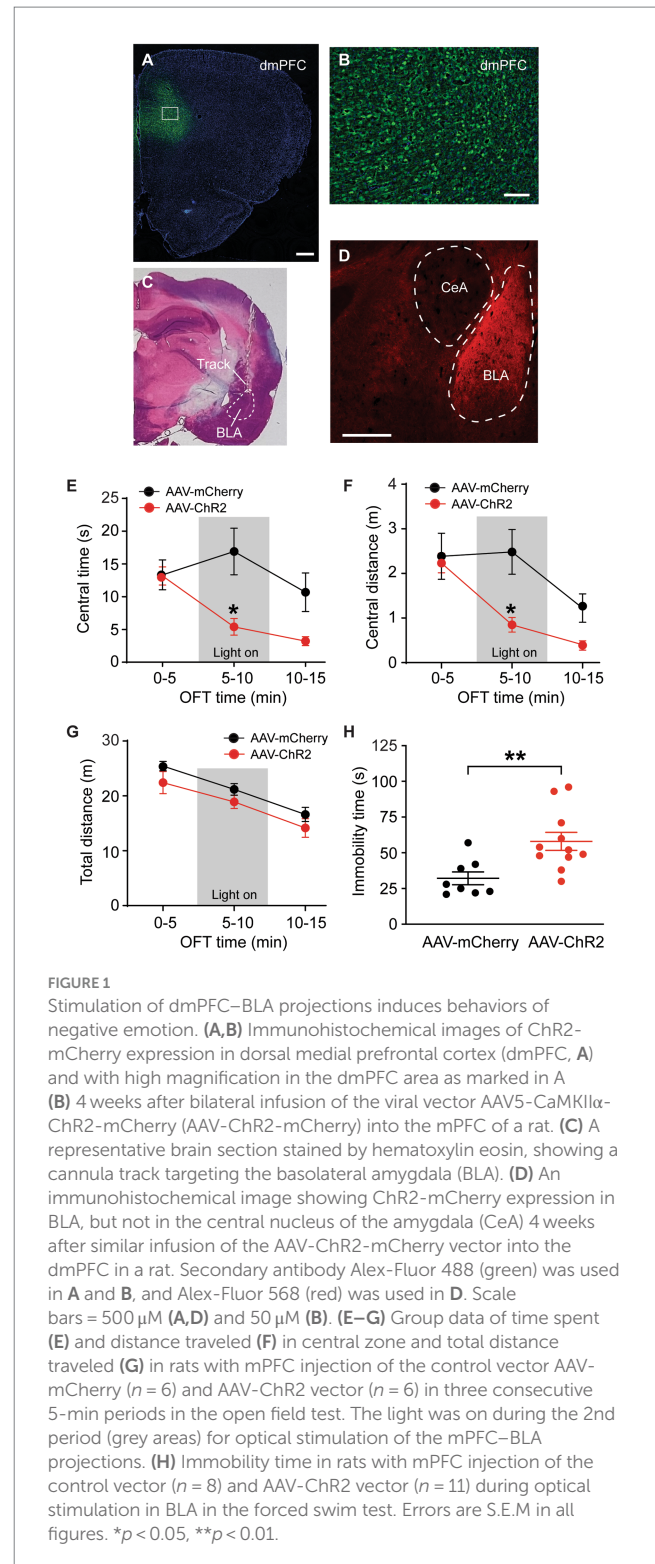 A
dmPFC
B
dmPFC
C
Track
BLA
D
CeA
BLA
E
AAV-mCherry
AAV-ChR2
Central time (s)
25
20
15
10
5
0
*
Light on
0-5
5-10
10-15
OFT time (min)
F
AAV-mCherry
AAV-ChR2
Central distance (m)
4
3
2
1
0
*
Light on
0-5
5-10
10-15
OFT time (min)
G
AAV-mCherry
AAV-ChR2
Total distance (m)
30
20
10
0
Light on
0-5
5-10
10-15
OFT time (min)
H
Immobility time (s)
125
100
75
50
25
0
**
AAV-mCherry
AAV-ChR2
FIGURE 1
Stimulation of dmPFC–BLA projections induces behaviors of
negative emotion. (A,B) Immunohistochemical images of ChR2-
mCherry expression in dorsal medial prefrontal cortex (dmPFC, A)
and with high magnification in the dmPFC area as marked in A
(B) 4 weeks after bilateral infusion of the viral vector AAV5-CaMKIIα-
ChR2-mCherry (AAV-ChR2-mCherry) into the mPFC of a rat. (C) A
representative brain section stained by hematoxylin eosin, showing a
cannula track targeting the basolateral amygdala (BLA). (D) An
immunohistochemical image showing ChR2-mCherry expression in
BLA, but not in the central nucleus of the amygdala (CeA) 4 weeks
after similar infusion of the AAV-ChR2-mCherry vector into the
dmPFC in a rat. Secondary antibody Alex-Fluor 488 (green) was used
in A and B, and Alex-Fluor 568 (red) was used in D. Scale
bars = 500 μM (A,D) and 50 μM (B). (E–G) Group data of time spent
(E) and distance traveled (F) in central zone and total distance
traveled (G) in rats with mPFC injection of the control vector AAV-
mCherry (n = 6) and AAV-ChR2 vector (n = 6) in three consecutive
5-min periods in the open field test. The light was on during the 2nd
period (grey areas) for optical stimulation of the mPFC–BLA
projections. (H) Immobility time in rats with mPFC injection of the
control vector (n = 8) and AAV-ChR2 vector (n = 11) during optical
stimulation in BLA in the forced swim test. Errors are S.E.M in all
figures. *p < 0.05, **p < 0.01.